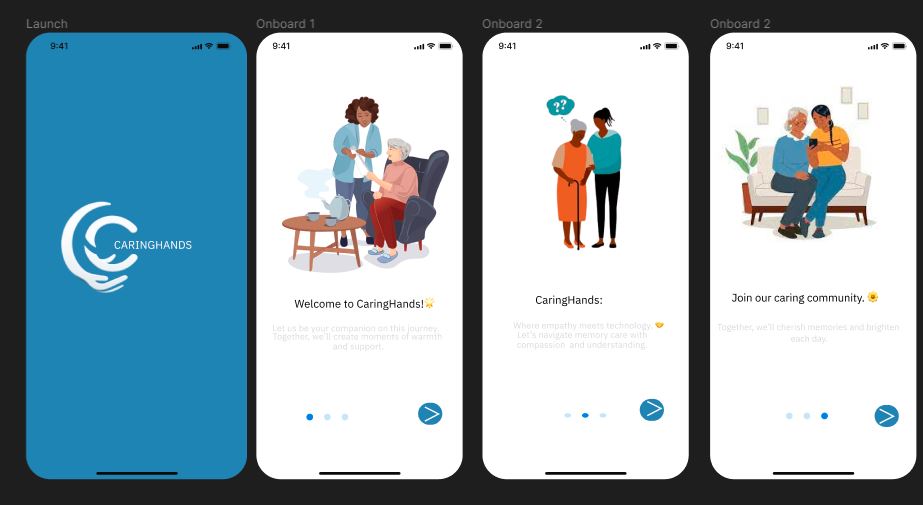 Launch
Onboard 1
Onboard 2
Onboard 2
9:41
CARINGHANDS
9:41
Welcome to CaringHands!🌟
Let us be your companion on this journey.
Together, we'll create moments of warmth
and support.
9:41
??
CaringHands:
Where empathy meets technology. 🤝
Let's navigate memory care with
compassion and understanding.
9:41
Join our caring community. 🌼
Together, we'll cherish memories and brighten
each day.